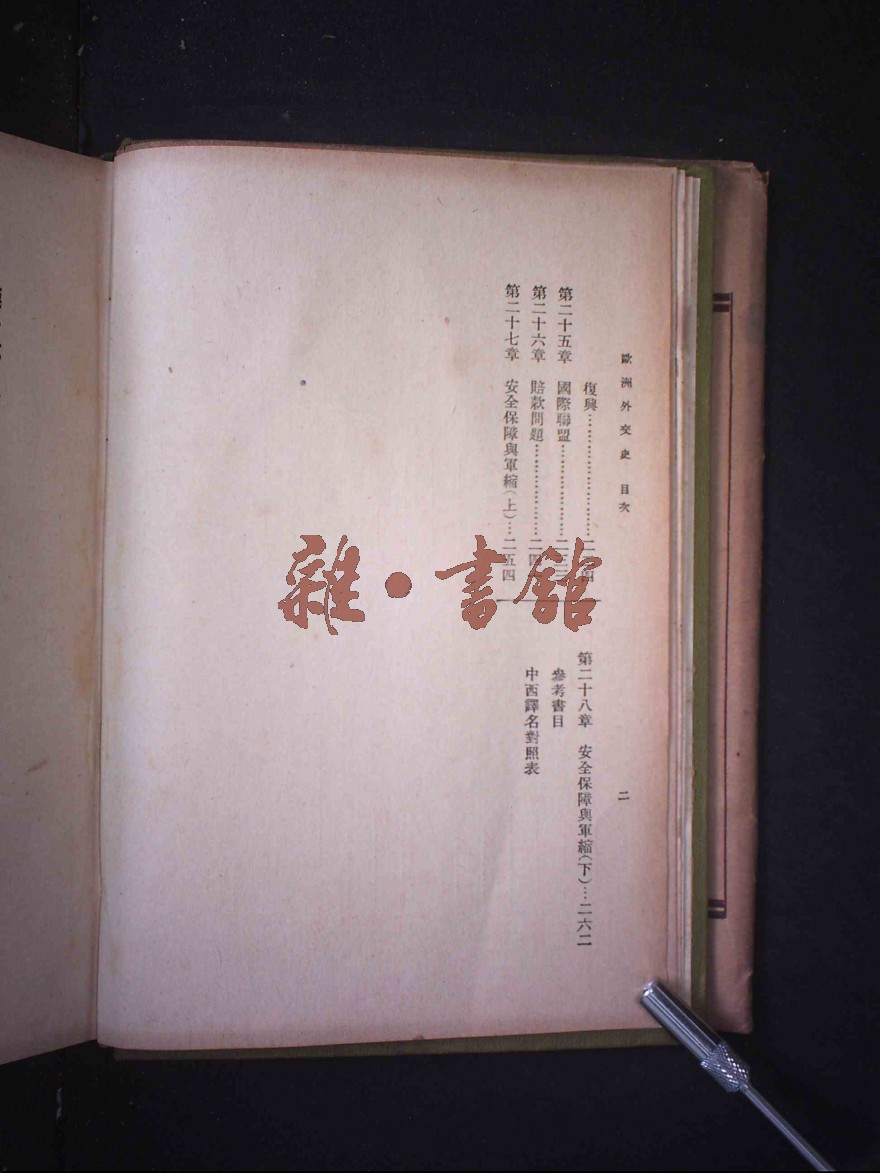 歐洲外交史 目次
二
復興……………………二
第二十五章 國際聯盟…………………二三三
第二十六章 賠款問題…………………二四
第二十七章 安全保障與軍縮(上)…二五四
第二十八章 安全保障與軍縮(下)…二六二
參考書目
中西譯名對照表
雜·書館